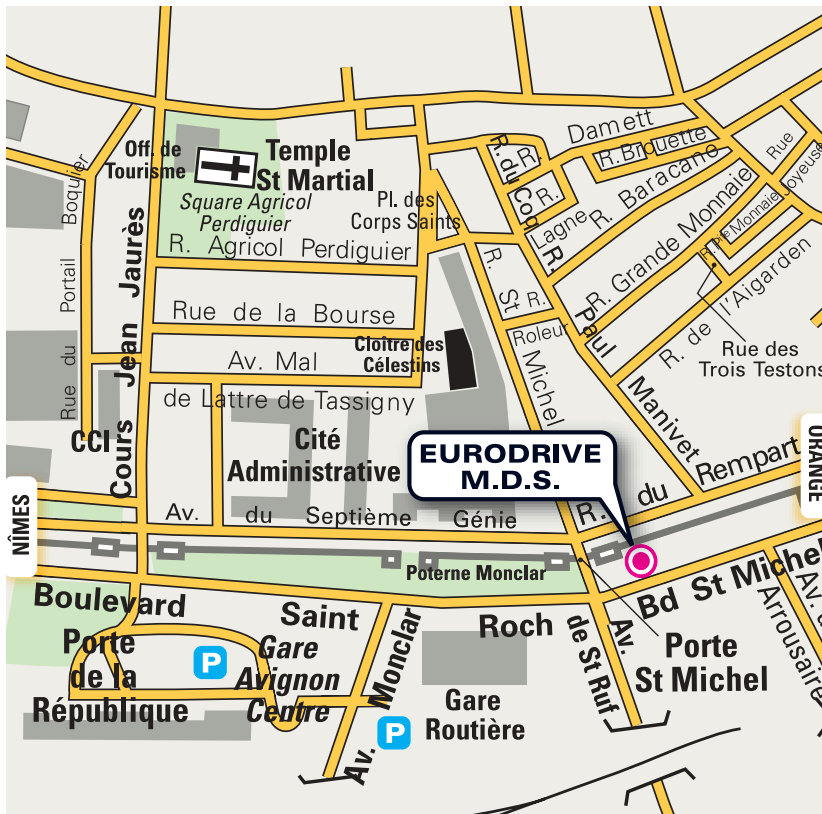 Off. de
Tourisme
Temple
St Martial
Square Agricol
Perdiguier
Pl. des
Corps Saints
R. Agricol Perdiguier
Rue de la Bourse
Av. Mal
de Lattre de Tassigny
Cloître des
Célestins
Rue du Portail Boquier
Cours Jean Jaurès
CCI
Cité
Administrative
R. du Coq
R.
Damett
R. Briquette
R.
Lagne
R. Baracane
R. Grande Monnaie
R. Pte Monnaie
Rue
Joyeuse
R. de l'Aigarden
Rue des
Trois Testons
R. St Michel
R.
Roleur
R. Paul Manivet
EURODRIVE
M.D.S.
R. du Rempart
ORANGE
NÎMES
Av. du Septième Génie
Poterne Monclar
Boulevard Saint Roch
Bd St Michel
Porte
de la
République
P
Gare
Avignon
Centre
Av. Monclar
P
Gare
Routière
Av.
de St Ruf
Porte
St Michel
Arrousaire